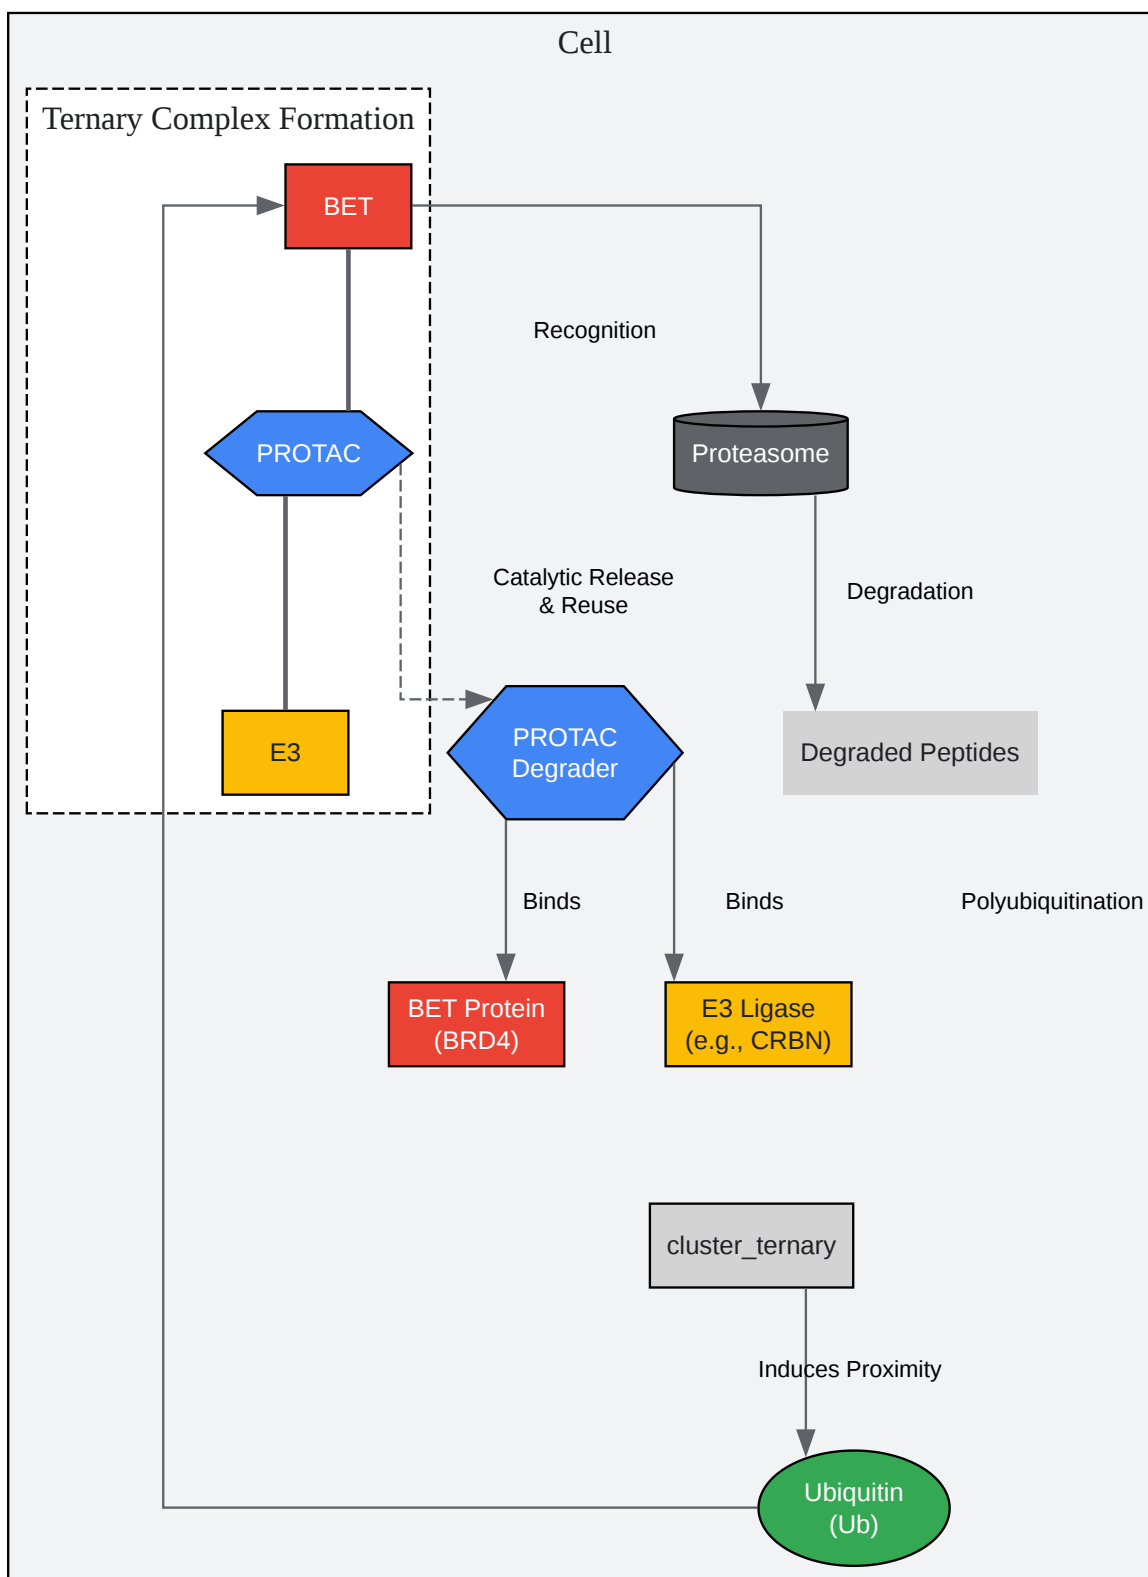 Cell
Ternary Complex Formation
BET
Recognition
PROTAC
Proteasome
Catalytic Release
& Reuse
Degradation
E3
PROTAC
Degrader
Degraded Peptides
Binds
Binds
Polyubiquitination
BET Protein
(BRD4)
E3 Ligase
(e.g., CRBN)
cluster_ternary
Induces Proximity
Ubiquitin
(Ub)